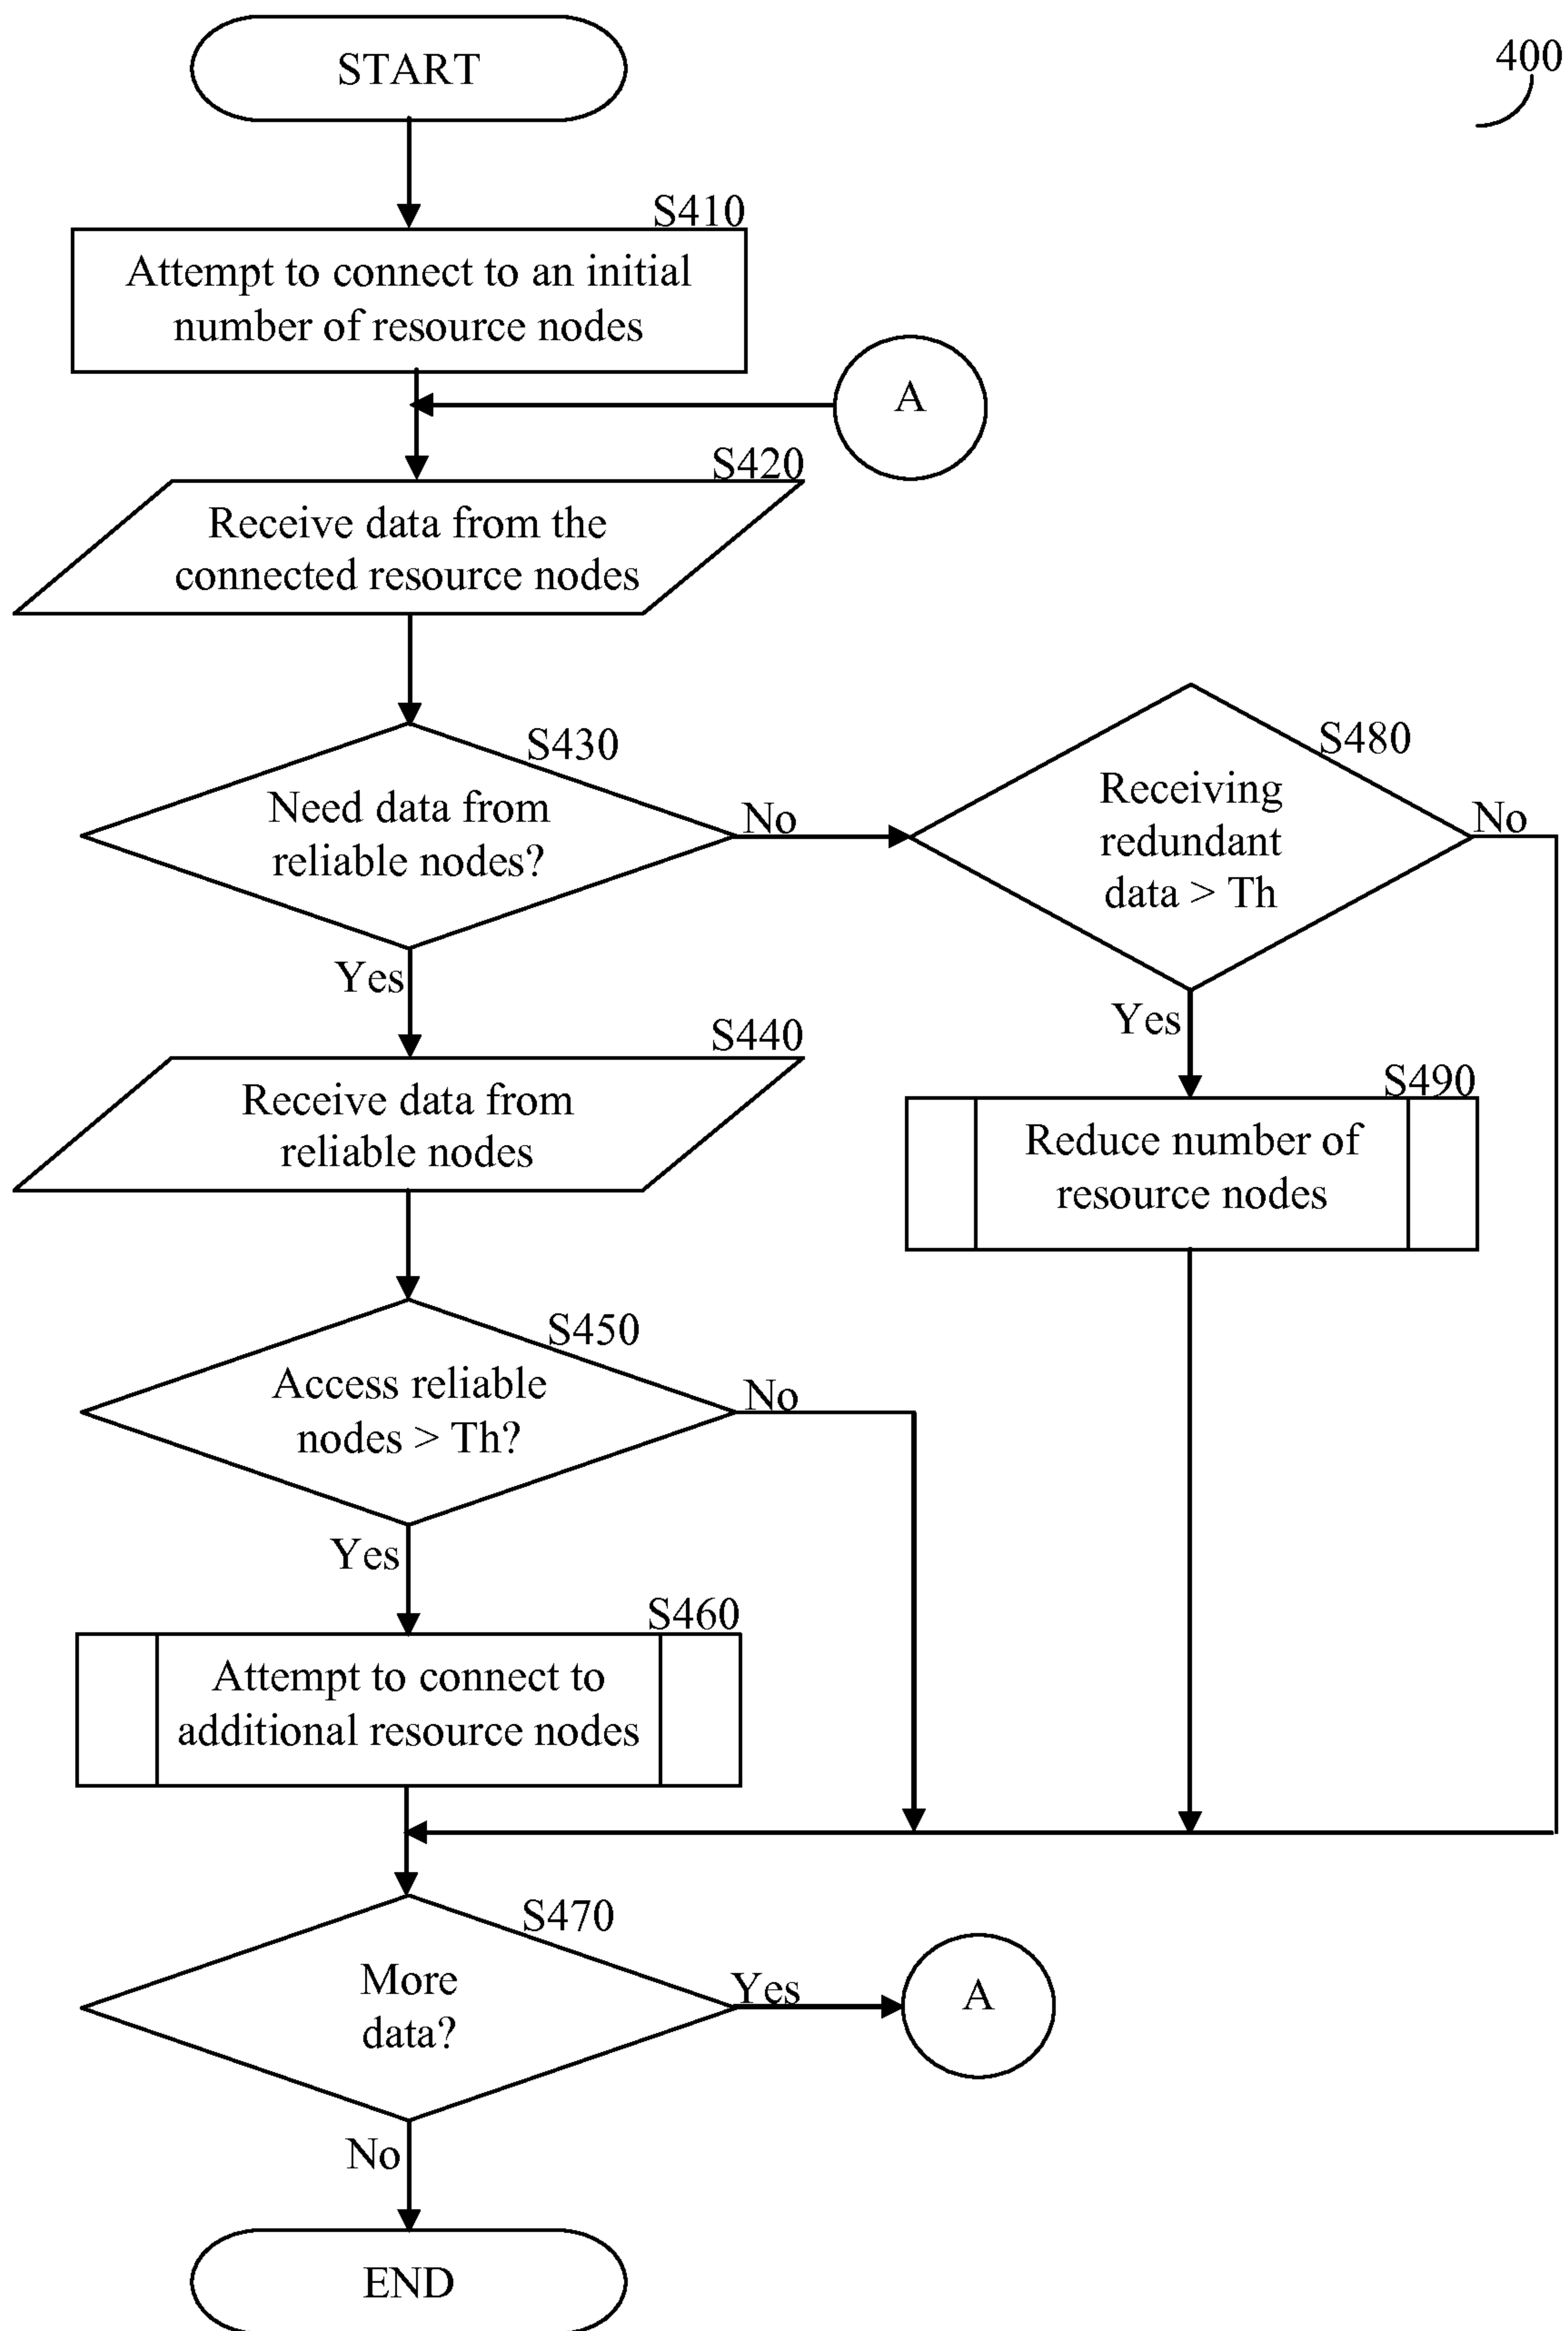 START
400
S410
Attempt to connect to an initial
number of resource nodes
A
S420
Receive data from the
connected resource nodes
S430
Need data from
reliable nodes?
No
Yes
S480
Receiving
redundant
data > Th
No
Yes
S440
Receive data from
reliable nodes
S490
Reduce number of
resource nodes
S450
Access reliable
nodes > Th?
No
Yes
S460
Attempt to connect to
additional resource nodes
S470
More
data?
Yes
A
No
END